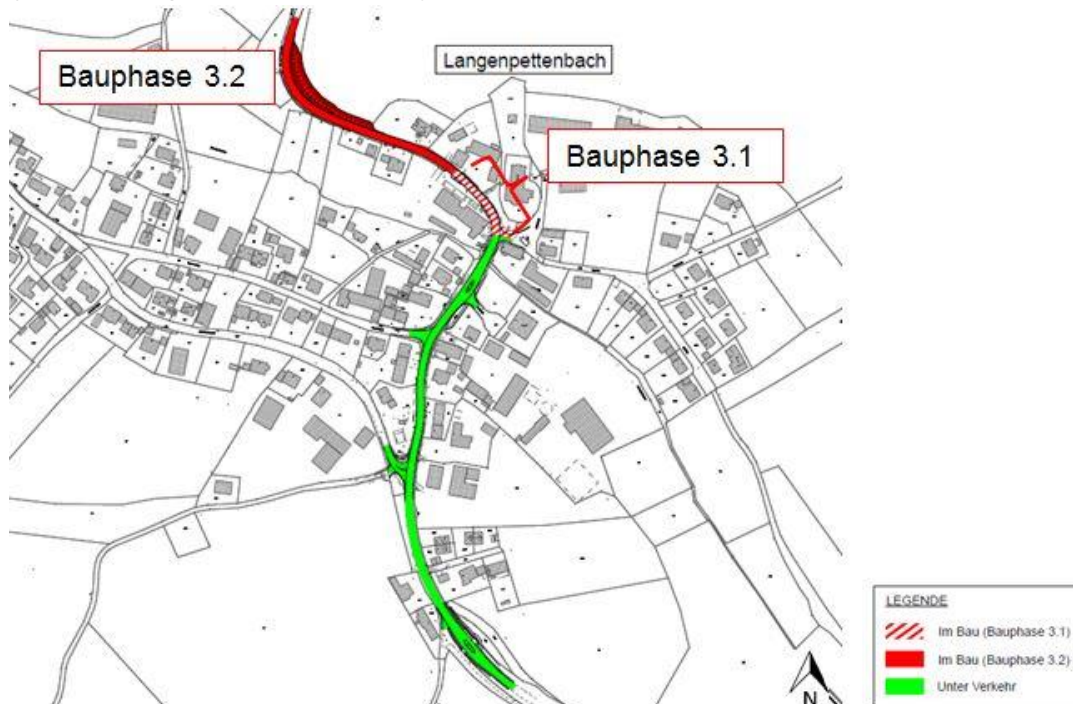 Langenpettenbach
Bauphase 3.2
Bauphase 3.1
LEGENDE
Im Bau (Bauphase 3.1)
Im Bau (Bauphase 3.2)
Unter Verkehr
N